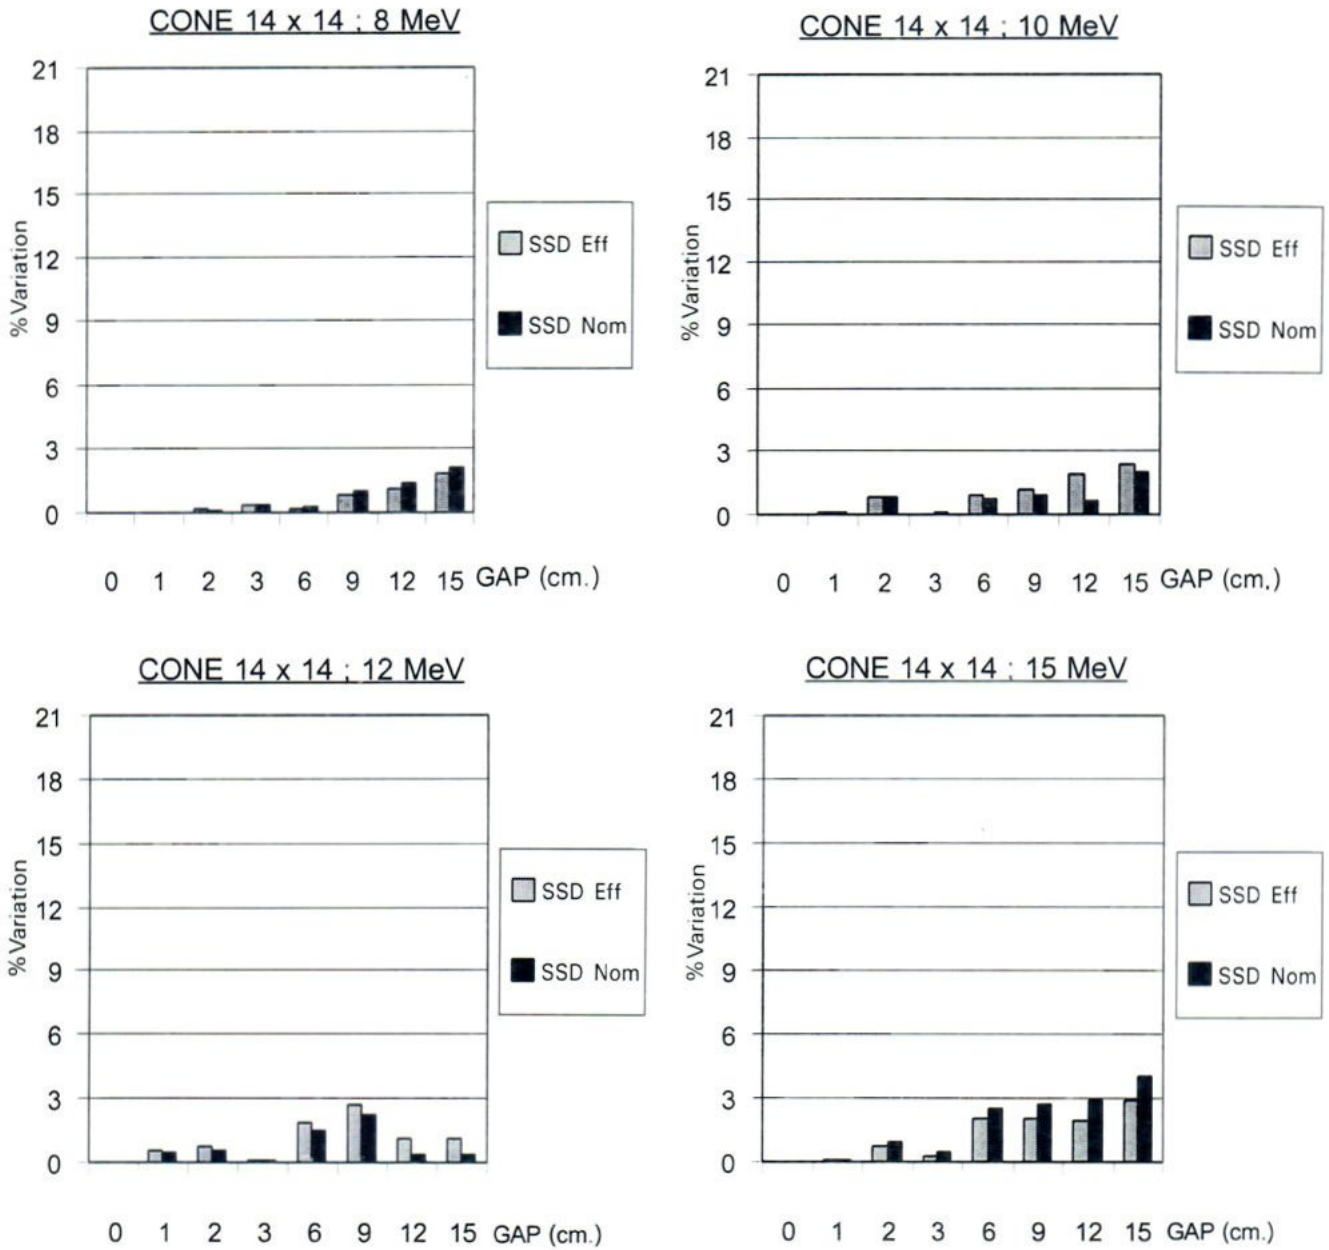 CONE 14 x 14 ; 8 MeV
21
18
15
12
9
6
3
0
% Variation
SSD Eff
SSD Nom
0 1 2 3 6 9 12 15 GAP (cm.)
CONE 14 x 14 ; 10 MeV
21
18
15
12
9
6
3
0
% Variation
SSD Eff
SSD Nom
0 1 2 3 6 9 12 15 GAP (cm.)
CONE 14 x 14 ; 12 MeV
21
18
15
12
9
6
3
0
% Variation
SSD Eff
SSD Nom
0 1 2 3 6 9 12 15 GAP (cm.)
CONE 14 x 14 ; 15 MeV
21
18
15
12
9
6
3
0
% Variation
SSD Eff
SSD Nom
0 1 2 3 6 9 12 15 GAP (cm.)